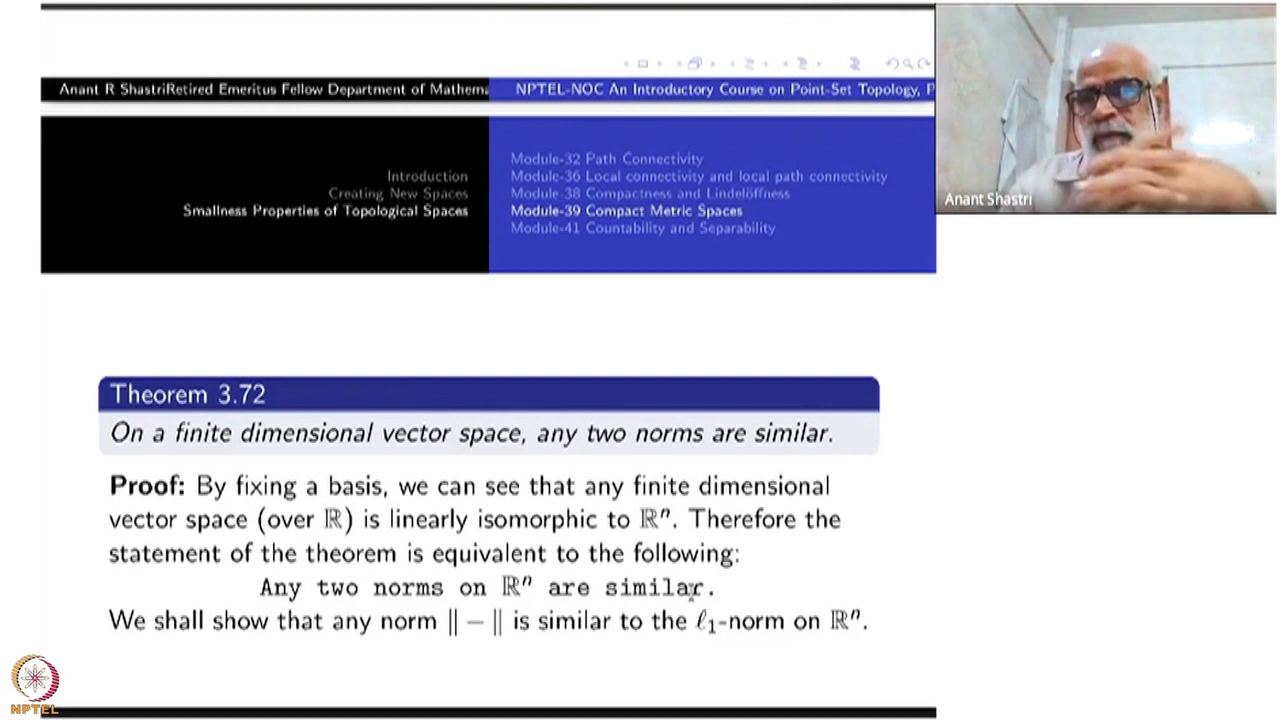 Anant R ShastriRetired Emeritus Fellow Department of Mathema
NPTEL-NOC An Introductory Course on Point-Set Topology, P
Introduction
Creating New Spaces
Smallness Properties of Topological Spaces
Module-32 Path Connectivity
Module-36 Local connectivity and local path connectivity
Module-38 Compactness and Lindelöffness
Module-39 Compact Metric Spaces
Module-41 Countability and Separability
Anant Shastri
Theorem 3.72
On a finite dimensional vector space, any two norms are similar.
Proof: By fixing a basis, we can see that any finite dimensional
vector space (over ℝ) is linearly isomorphic to ℝⁿ. Therefore the
statement of the theorem is equivalent to the following:
Any two norms on ℝⁿ are similar.
We shall show that any norm ‖ − ‖ is similar to the ℓ₁-norm on ℝⁿ.
NPTEL